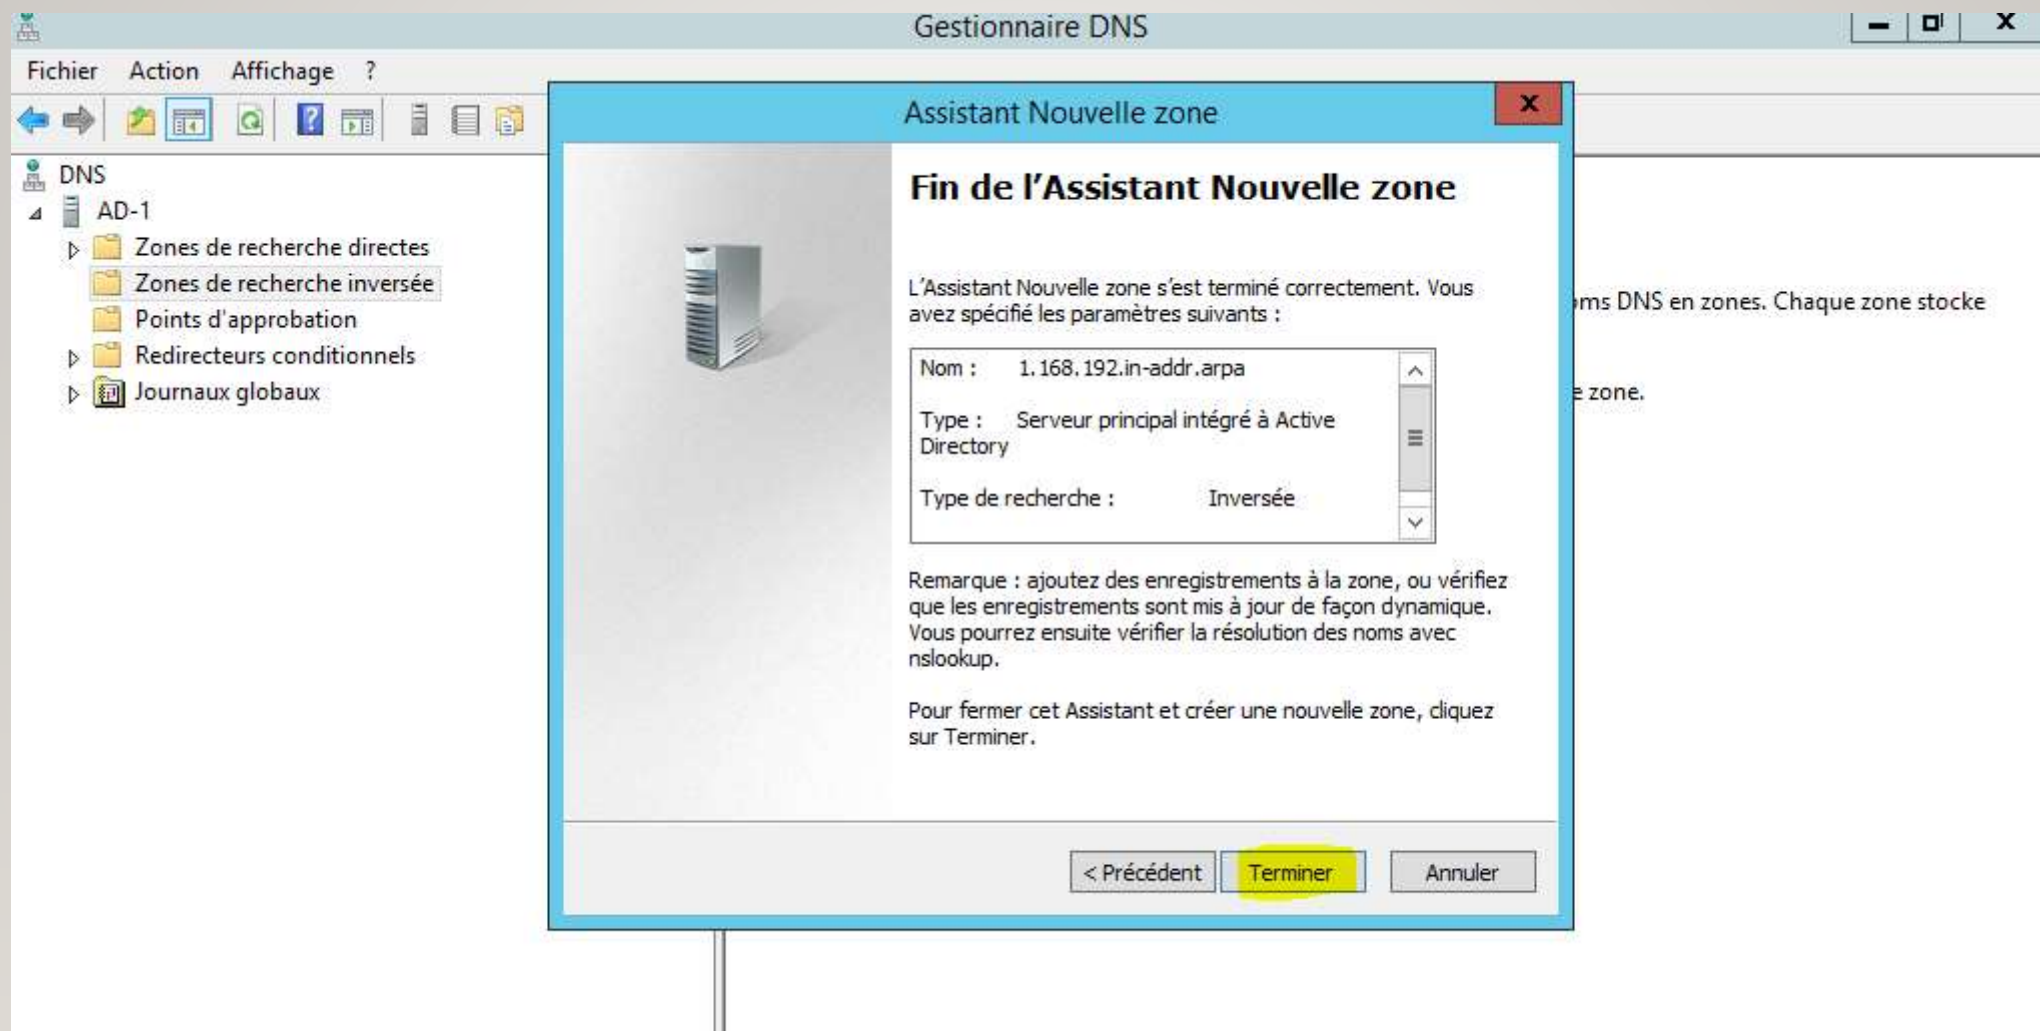 Gestionnaire DNS
Fichier Action Affichage ?
DNS
AD-1
Zones de recherche directes
Zones de recherche inversée
Points d'approbation
Redirecteurs conditionnels
Journaux globaux
Assistant Nouvelle zone
Fin de l'Assistant Nouvelle zone
L'Assistant Nouvelle zone s'est terminé correctement. Vous
avez spécifié les paramètres suivants :
Nom : 1.168.192.in-addr.arpa
Type : Serveur principal intégré à Active
Directory
Type de recherche : Inversée
Remarque : ajoutez des enregistrements à la zone, ou vérifiez
que les enregistrements sont mis à jour de façon dynamique.
Vous pourrez ensuite vérifier la résolution des noms avec
nslookup.
Pour fermer cet Assistant et créer une nouvelle zone, cliquez
sur Terminer.
< Précédent Terminer Annuler
DNS en zones. Chaque zone stocke
zone.